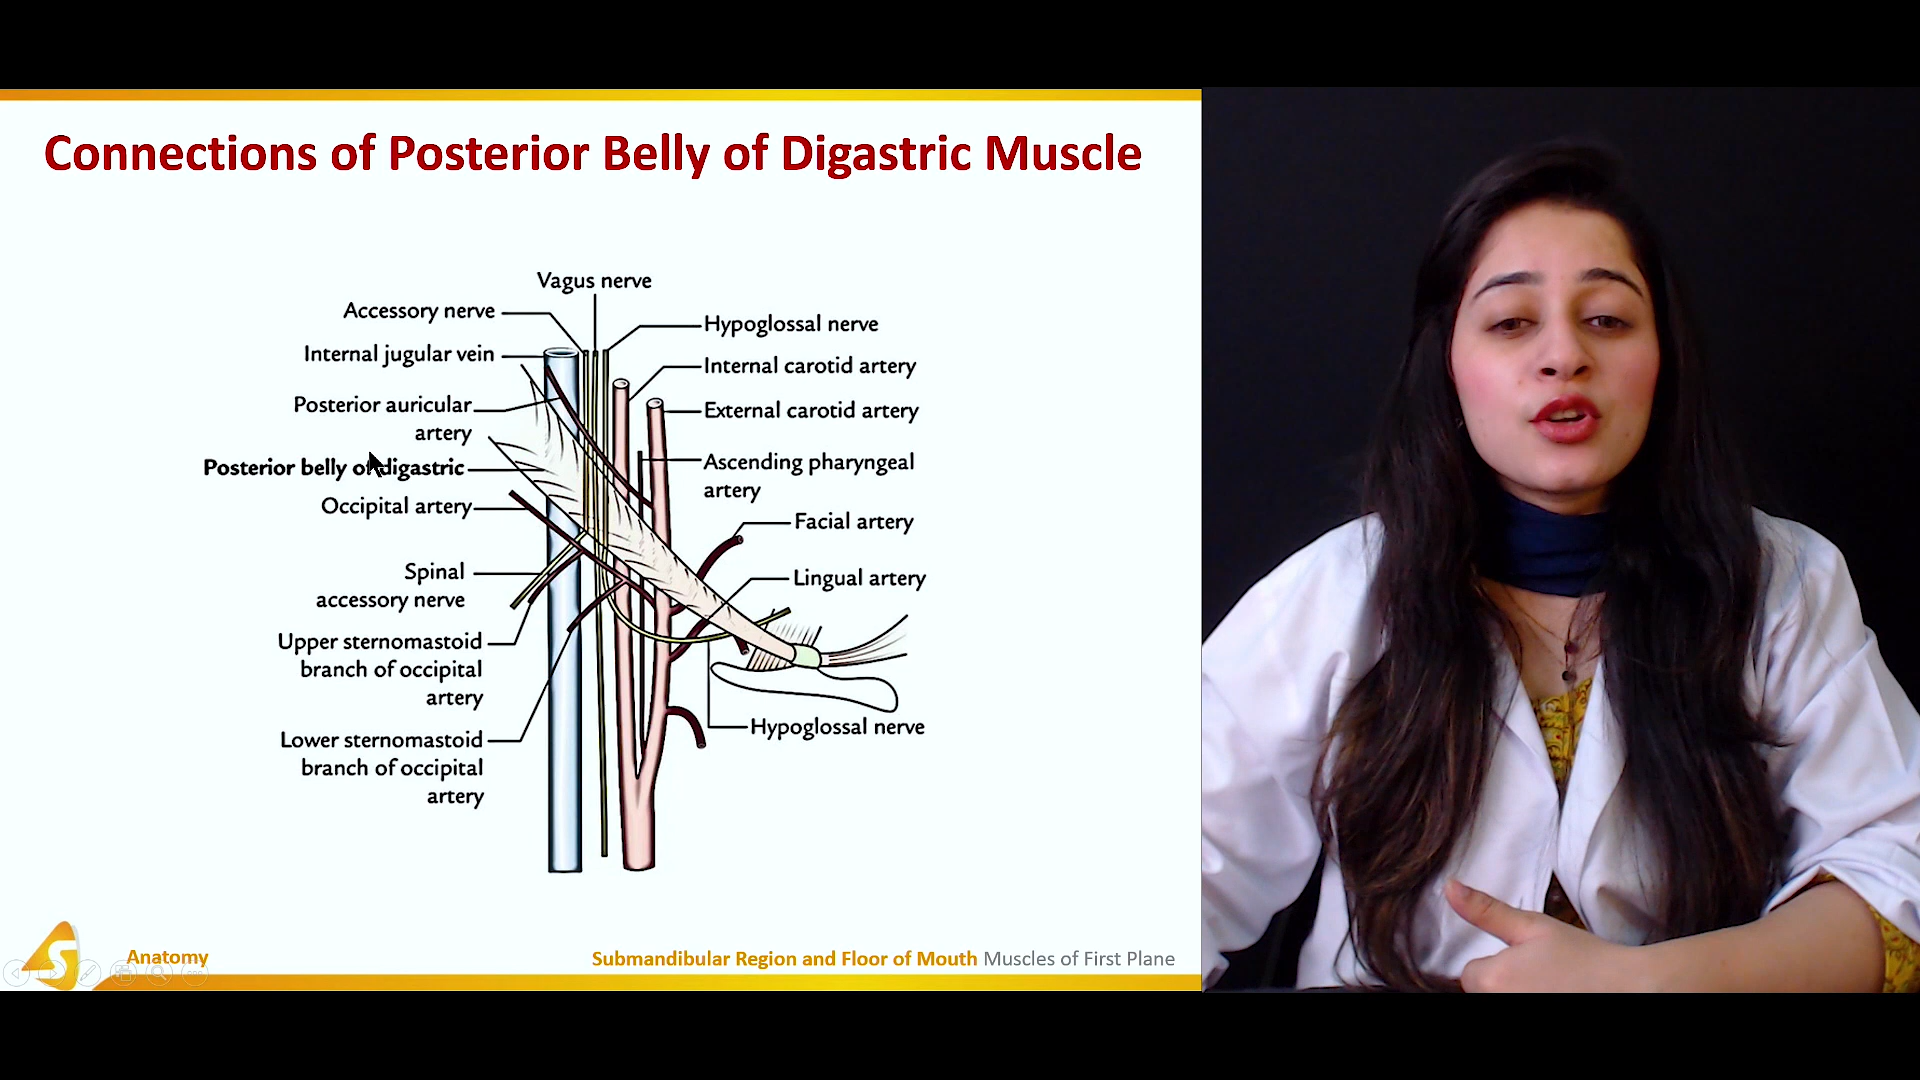 Connections of Posterior Belly of Digastric Muscle
Vagus nerve
Accessory nerve
Hypoglossal nerve
Internal jugular vein
Internal carotid artery
Posterior auricular
artery
External carotid artery
Posterior belly of digastric
Ascending pharyngeal
artery
Occipital artery
Facial artery
Spinal
accessory nerve
Lingual artery
Upper sternomastoid
branch of occipital
artery
Lower sternomastoid
branch of occipital
artery
Hypoglossal nerve
S
Anatomy
Submandibular Region and Floor of Mouth Muscles of First Plane